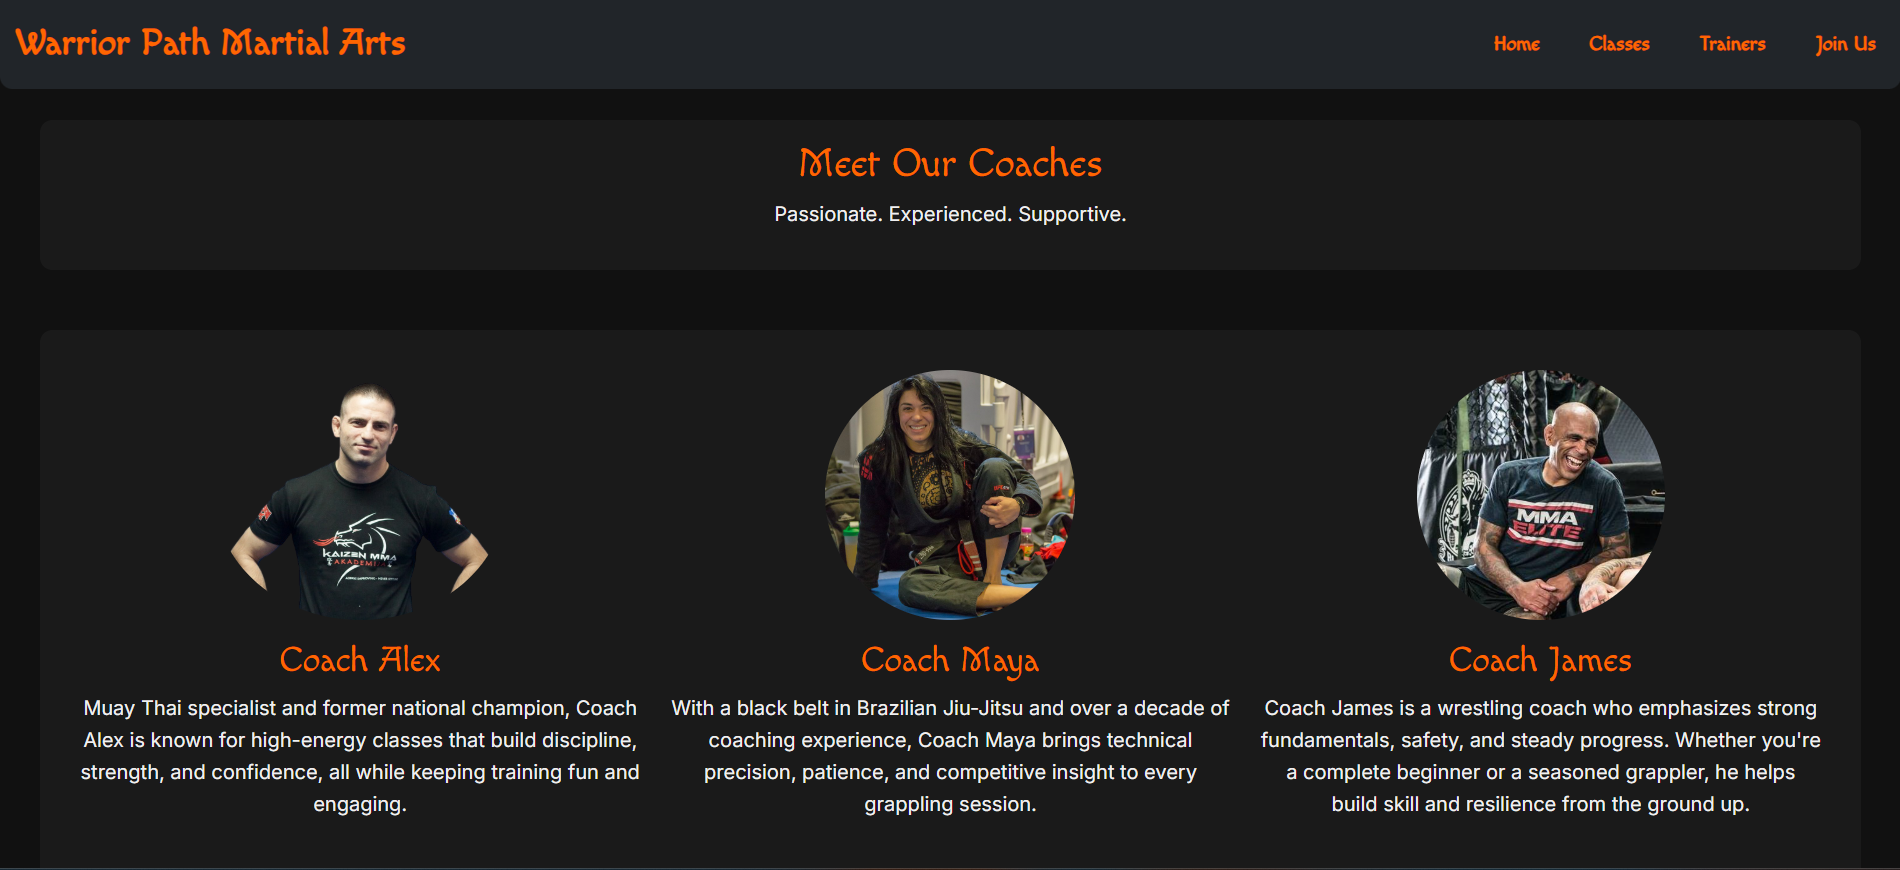 Warrior Path Martial Arts
Home Classes Trainers Join Us
Meet Our Coaches
Passionate. Experienced. Supportive.
KAIZEN MMA
AKADEMI
MMA
ELITE
Coach Alex
Muay Thai specialist and former national champion, Coach
Alex is known for high-energy classes that build discipline,
strength, and confidence, all while keeping training fun and
engaging.
Coach Maya
With a black belt in Brazilian Jiu-Jitsu and over a decade of
coaching experience, Coach Maya brings technical
precision, patience, and competitive insight to every
grappling session.
Coach James
Coach James is a wrestling coach who emphasizes strong
fundamentals, safety, and steady progress. Whether you're
a complete beginner or a seasoned grappler, he helps
build skill and resilience from the ground up.